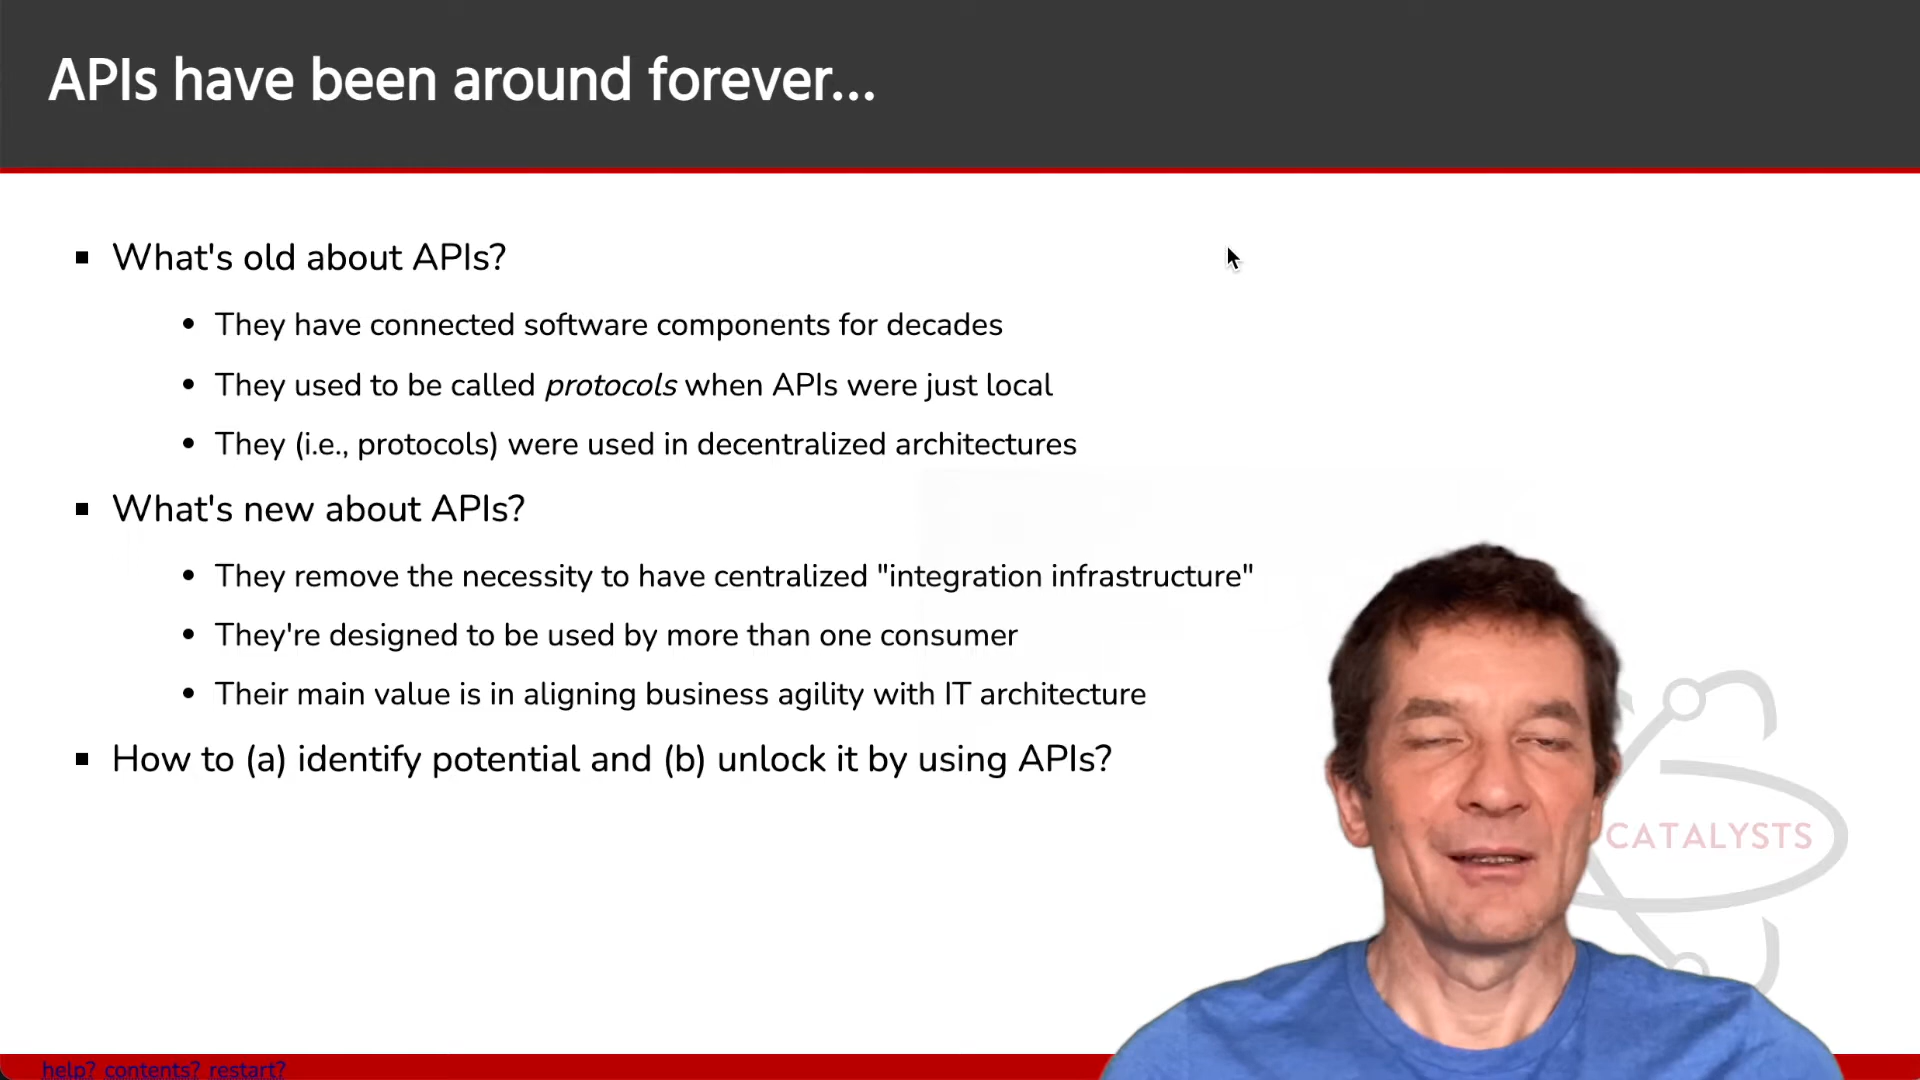 APIs have been around forever...
What's old about APIs?
They have connected software components for decades
They used to be called protocols when APIs were just local
They (i.e., protocols) were used in decentralized architectures
What's new about APIs?
They remove the necessity to have centralized "integration infrastructure"
They're designed to be used by more than one consumer
Their main value is in aligning business agility with IT architecture
How to (a) identify potential and (b) unlock it by using APIs?
CATALYSTS
help? contents? restart?